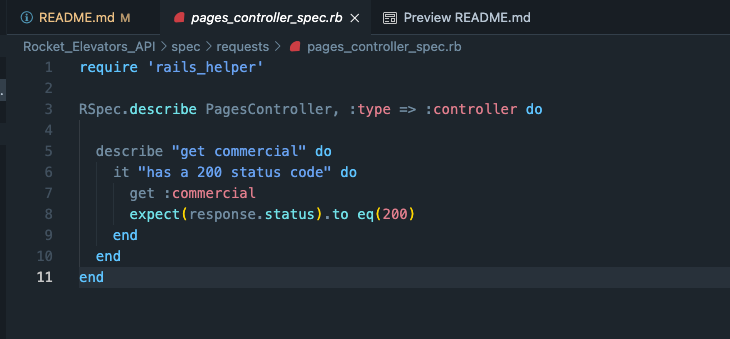 README.md M pages_controller_spec.rb Preview README.md
Rocket_Elevators_API > spec > requests > pages_controller_spec.rb
1 require 'rails_helper'
2
3 RSpec.describe PagesController, :type => :controller do
4
5 describe "get commercial" do
6 it "has a 200 status code" do
7 get :commercial
8 expect(response.status).to eq(200)
9 end
10 end
11 end